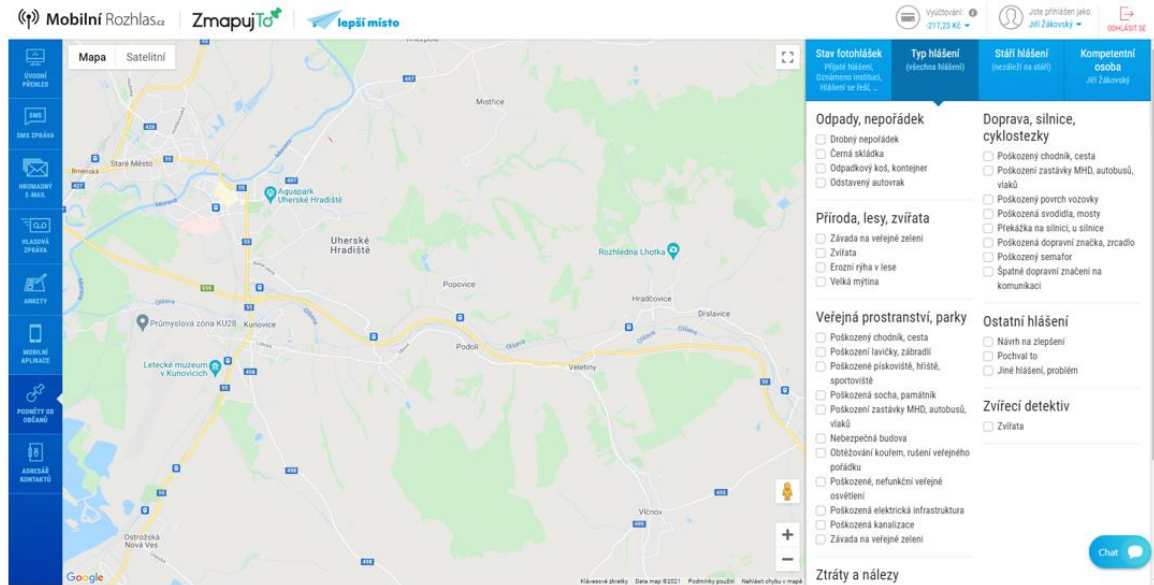 Mobilní Rozhlas.cz
ZmapujTo
lepší místo
Vyúčtování:
-217,23 Kč
Jste přihlášen jako:
Jiří Žákovský
ODHLÁSIT SE
ÚVODNÍ
PŘEHLED
SMS
SMS ZPRÁVA
HROMADNÝ
E-MAIL
HLASOVÁ
ZPRÁVA
ANKETY
MOBILNÍ
APLIKACE
PODNĚTY OD
OBČANŮ
ADRESÁŘ
KONTAKTŮ
Mapa
Satelitní
Mistřice
497
428
55
Staré Město
Brněnská
427
Morava
Aquapark
Uherské Hradiště
Uherské
Hradiště
Rozhledna Lhotka
Popovice
Hradčovice
Drslavice
Olšava
Průmyslová zóna KU28
Kunovice
Podolí
Veletiny
Letecké muzeum
v Kunovicích
50
498
495
Vlčnov
Ostrožská
Nová Ves
Google
Klávesové zkratky
Data map ©2021
Podmínky použití
Nahlásit chybu v mapě
Stav fotohlášek
Přijaté hlášení,
Oznámeno instituci,
Hlášení se řeší, ..
Typ hlášení
(všechna hlášení)
Stáří hlášení
(nezáleží na stáří)
Kompetentní
osoba
Jiří Žákovský
Odpady, nepořádek
Drobný nepořádek
Černá skládka
Odpadkový koš, kontejner
Odstavený autovrak
Příroda, lesy, zvířata
Závada na veřejné zeleni
Zvířata
Erozní rýha v lese
Velká mýtina
Veřejná prostranství, parky
Poškozený chodník, cesta
Poškození lavičky, zábradlí
Poškozené pískoviště, hřiště,
sportoviště
Poškozená socha, památník
Poškození zastávky MHD, autobusů,
vlaků
Nebezpečná budova
Obtěžování kouřem, rušení veřejného
pořádku
Poškozené, nefunkční veřejné
osvětlení
Poškozená elektrická infrastruktura
Poškozená kanalizace
Závada na veřejné zeleni
Ztráty a nálezy
Doprava, silnice,
cyklostezky
Poškozený chodník, cesta
Poškození zastávky MHD, autobusů,
vlaků
Poškozený povrch vozovky
Poškozená svodidla, mosty
Překážka na silnici, u silnice
Poškozená dopravní značka, zrcadlo
Poškozený semafor
Špatné dopravní značení na
komunikaci
Ostatní hlášení
Návrh na zlepšení
Pochval to
Jiné hlášení, problém
Zvířecí detektiv
Zvířata
Chat